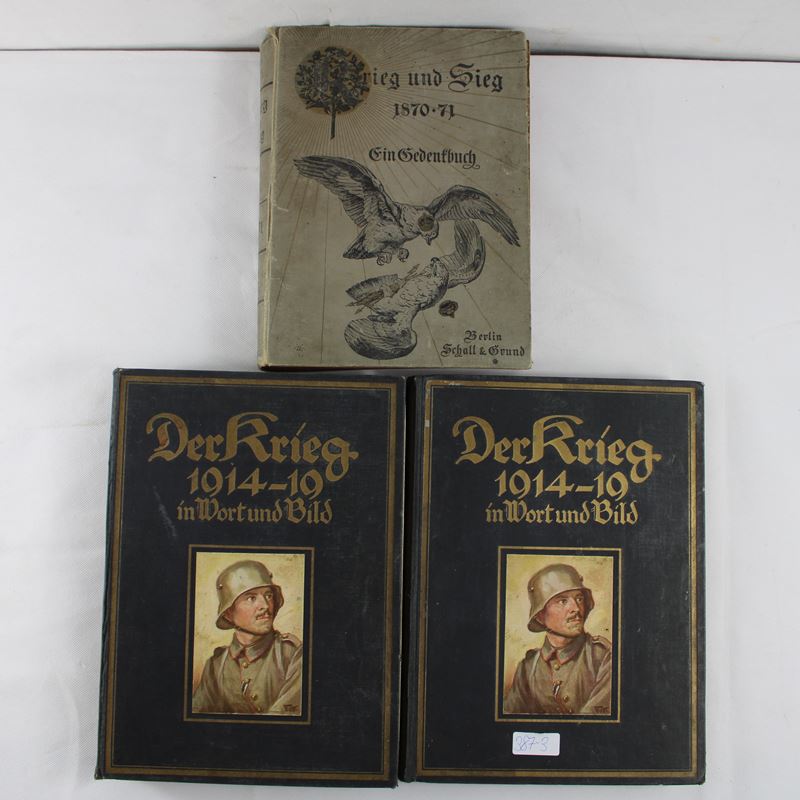 Krieg und Sieg
1870·71
Ein Gedenkbuch
Berlin
Schall & Grund
Der Krieg
1914-19
in Wort und Bild
Der Krieg
1914-19
in Wort und Bild
387-3